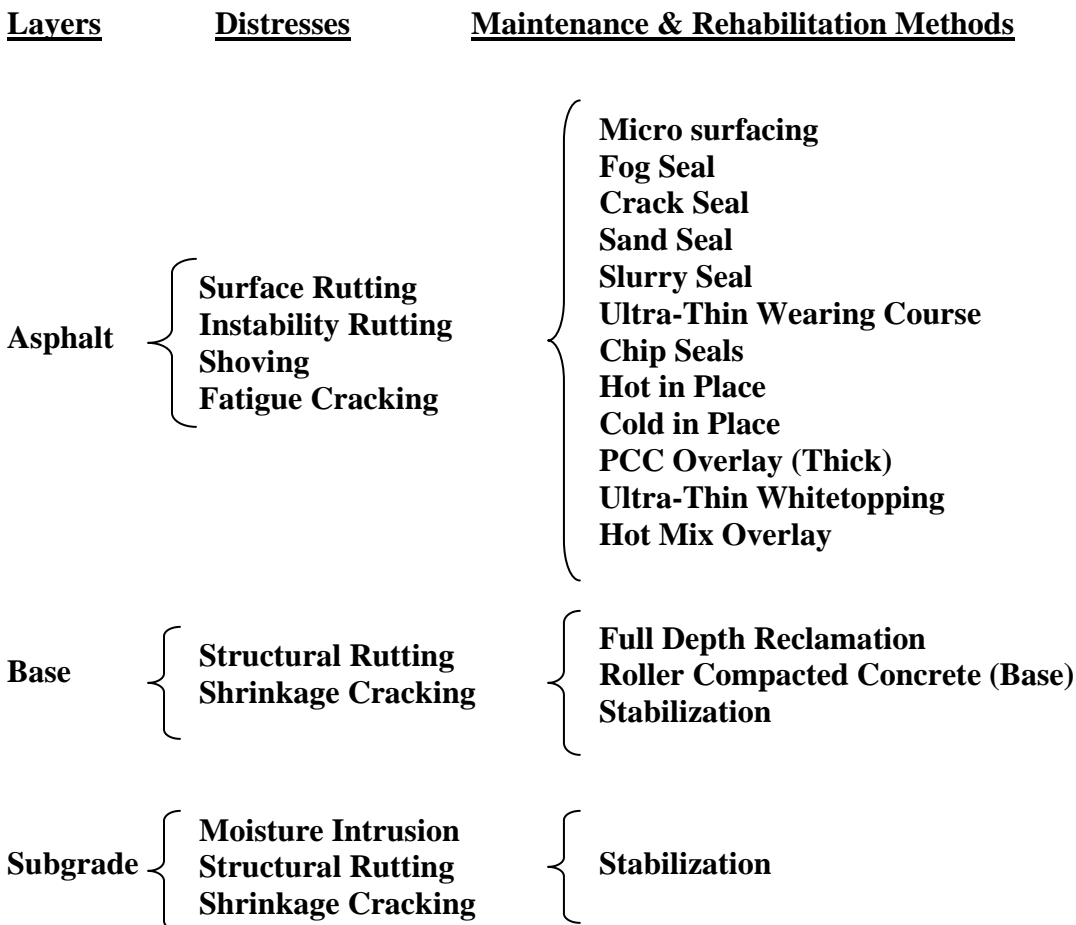 Layers Distresses Maintenance & Rehabilitation Methods
Asphalt
Surface Rutting
Instability Rutting
Shoving
Fatigue Cracking
Micro surfacing
Fog Seal
Crack Seal
Sand Seal
Slurry Seal
Ultra-Thin Wearing Course
Chip Seals
Hot in Place
Cold in Place
PCC Overlay (Thick)
Ultra-Thin Whitetopping
Hot Mix Overlay
Base
Structural Rutting
Shrinkage Cracking
Full Depth Reclamation
Roller Compacted Concrete (Base)
Stabilization
Subgrade
Moisture Intrusion
Structural Rutting
Shrinkage Cracking
Stabilization